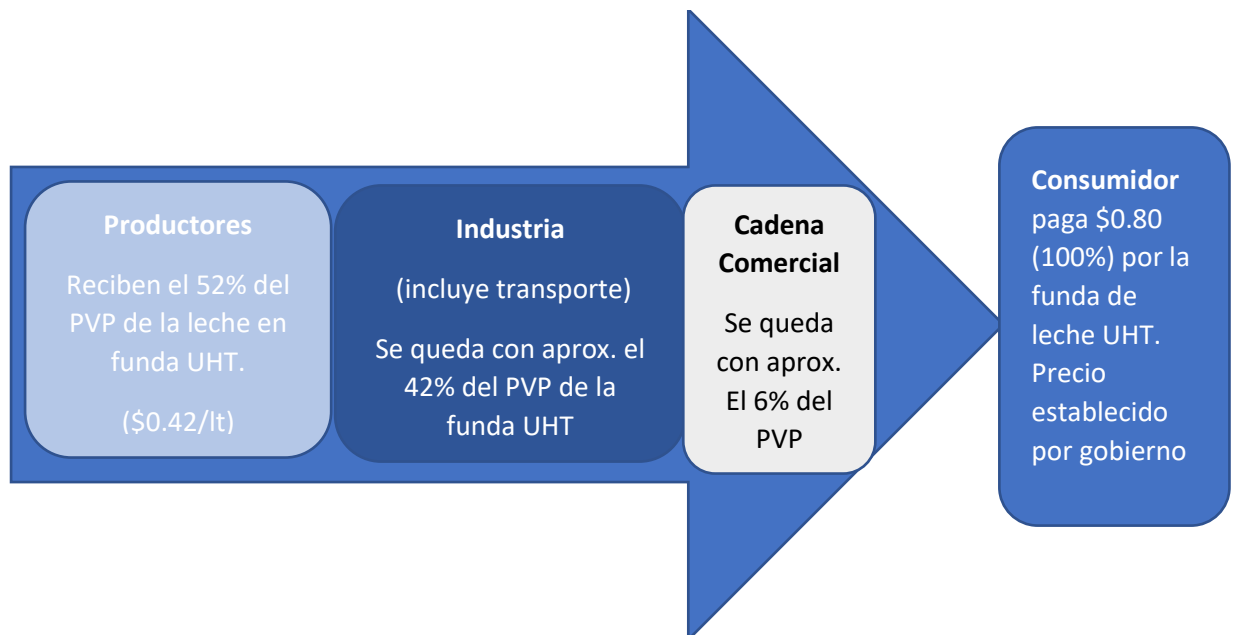 Productores
Reciben el 52% del
PVP de la leche en
funda UHT.
($0.42/lt)
Industria
(incluye transporte)
Se queda con aprox. el
42% del PVP de la
funda UHT
Cadena
Comercial
Se queda
con aprox.
El 6% del
PVP
Consumidor
paga $0.80
(100%) por la
funda de
leche UHT.
Precio
establecido
por gobierno